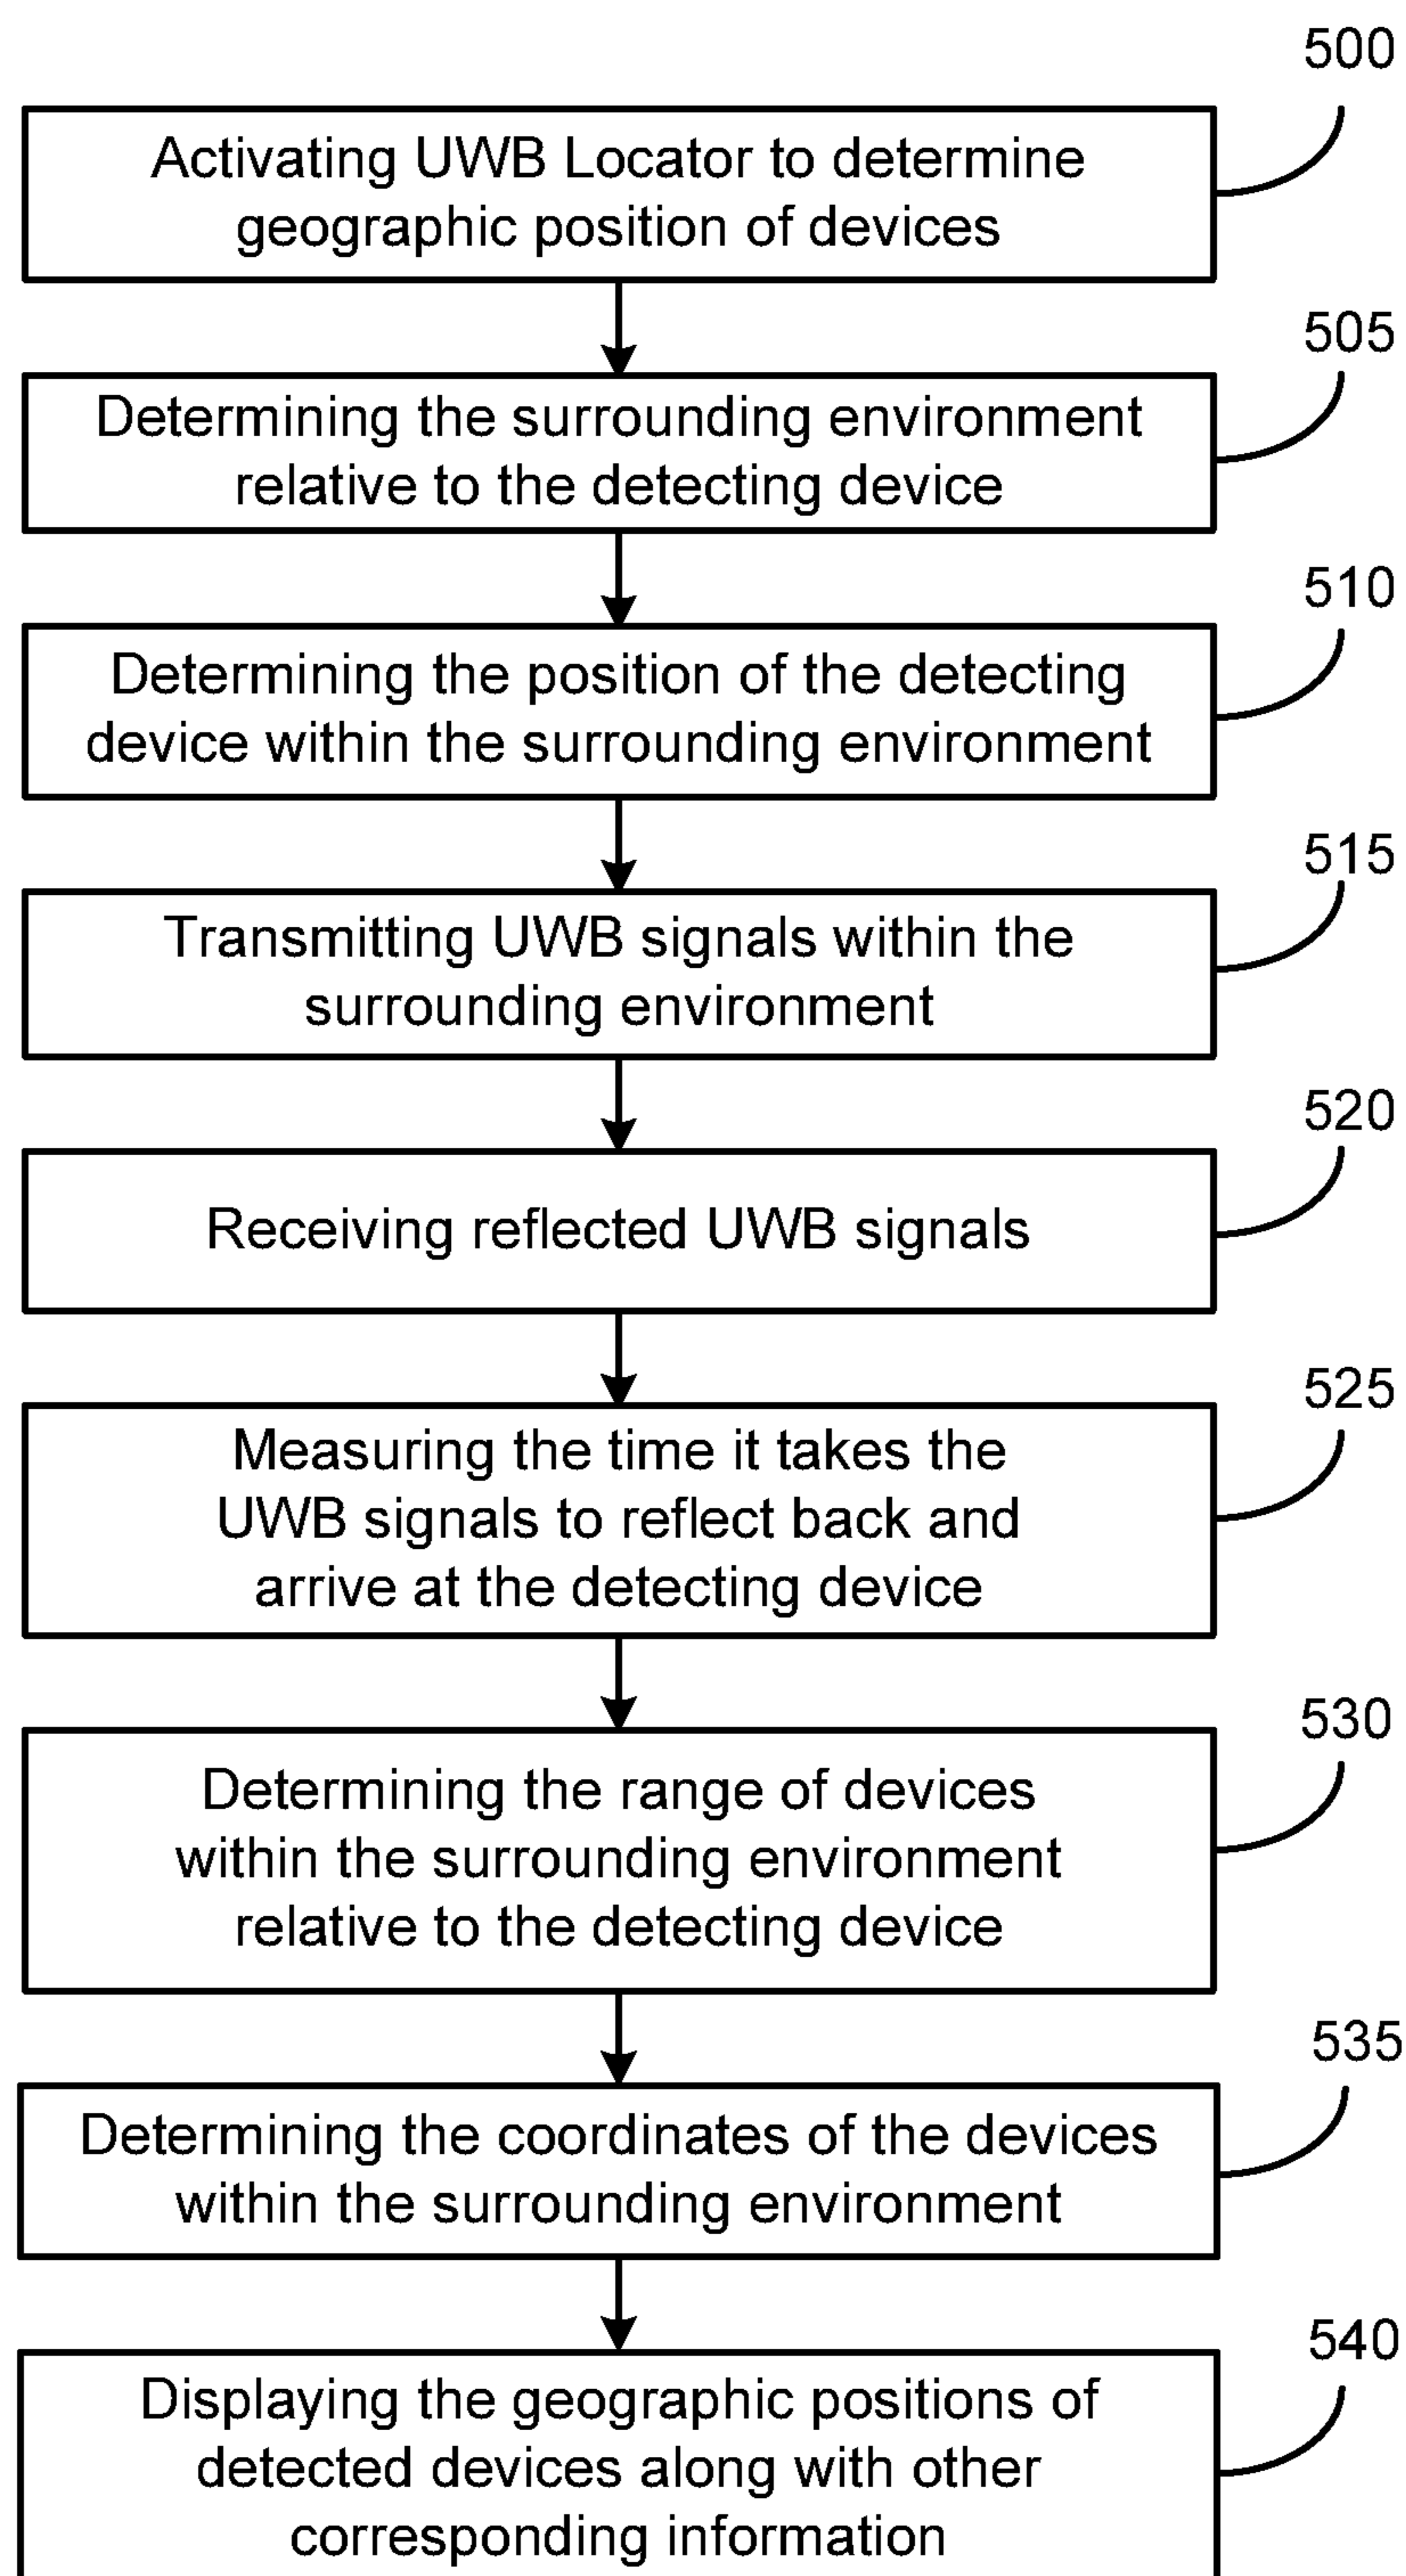 500
Activating UWB Locator to determine
geographic position of devices
505
Determining the surrounding environment
relative to the detecting device
510
Determining the position of the detecting
device within the surrounding environment
515
Transmitting UWB signals within the
surrounding environment
520
Receiving reflected UWB signals
525
Measuring the time it takes the
UWB signals to reflect back and
arrive at the detecting device
530
Determining the range of devices
within the surrounding environment
relative to the detecting device
535
Determining the coordinates of the devices
within the surrounding environment
540
Displaying the geographic positions of
detected devices along with other
corresponding information